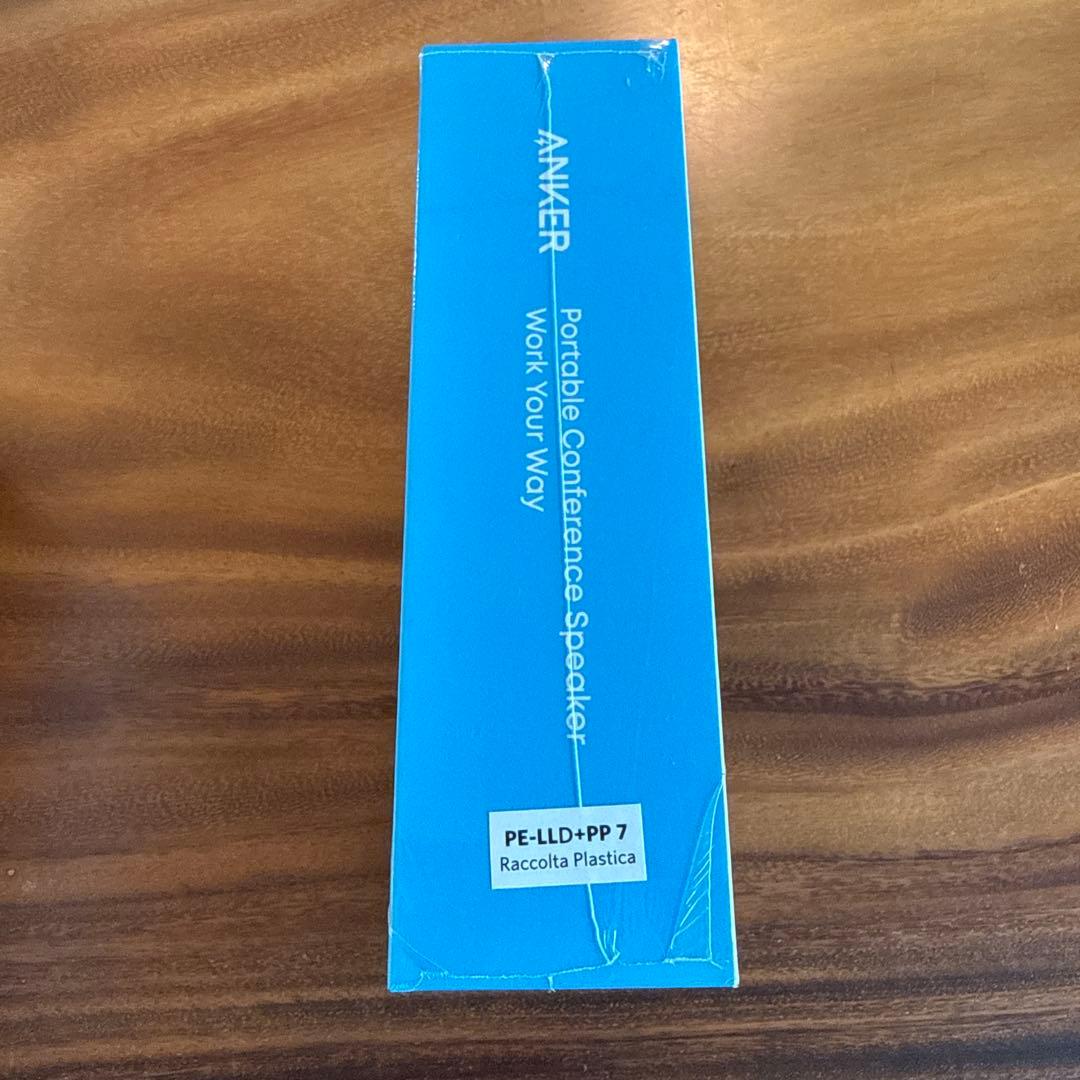 ANKER
Portable Conference Speaker
Work Your Way
PE-LLD+PP 7
Raccolta Plastica